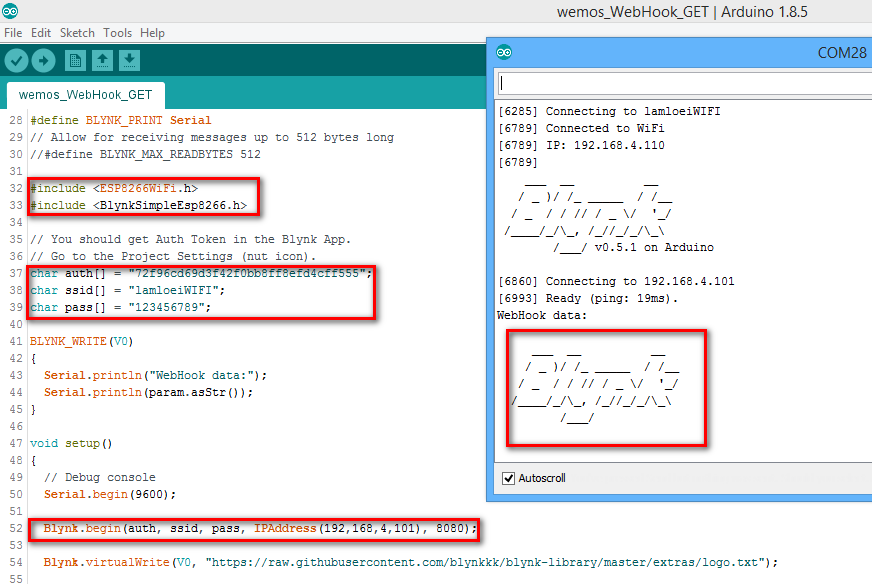 wemos_WebHook_GET | Arduino 1.8.5
File Edit Sketch Tools Help
wemos_WebHook_GET
28 #define BLYNK_PRINT Serial
29 // Allow for receiving messages up to 512 bytes long
30 //#define BLYNK_MAX_READBYTES 512
31
32 #include <ESP8266WiFi.h>
33 #include <BlynkSimpleEsp8266.h>
34
35 // You should get Auth Token in the Blynk App.
36 // Go to the Project Settings (nut icon).
37 char auth[] = "72f96cd69d3f42f0bb8ff8efd4cff555";
38 char ssid[] = "lamloeiWIFI";
39 char pass[] = "123456789";
40
41 BLYNK_WRITE(V0)
42 {
43   Serial.println("WebHook data:");
44   Serial.println(param.asStr());
45 }
46
47 void setup()
48 {
49   // Debug console
50   Serial.begin(9600);
51
52   Blynk.begin(auth, ssid, pass, IPAddress(192,168,4,101), 8080);
53
54   Blynk.virtualWrite(V0, "https://raw.githubusercontent.com/blynkkk/blynk-library/master/extras/logo.txt");
55
COM28
[6285] Connecting to lamloeiWIFI
[6789] Connected to WiFi
[6789] IP: 192.168.4.110
[6789]
    ___  __          __
   / _ )/ /_ _____  / /__
  / _  / / // / _ \/  '_/
 /____/_/\_, /_//_/_/\_\
        /___/ v0.5.1 on Arduino
[6860] Connecting to 192.168.4.101
[6993] Ready (ping: 19ms).
WebHook data:
    ___  __          __
   / _ )/ /_ _____  / /__
  / _  / / // / _ \/  '_/
 /____/_/\_, /_//_/_/\_\
        /___/
Autoscroll